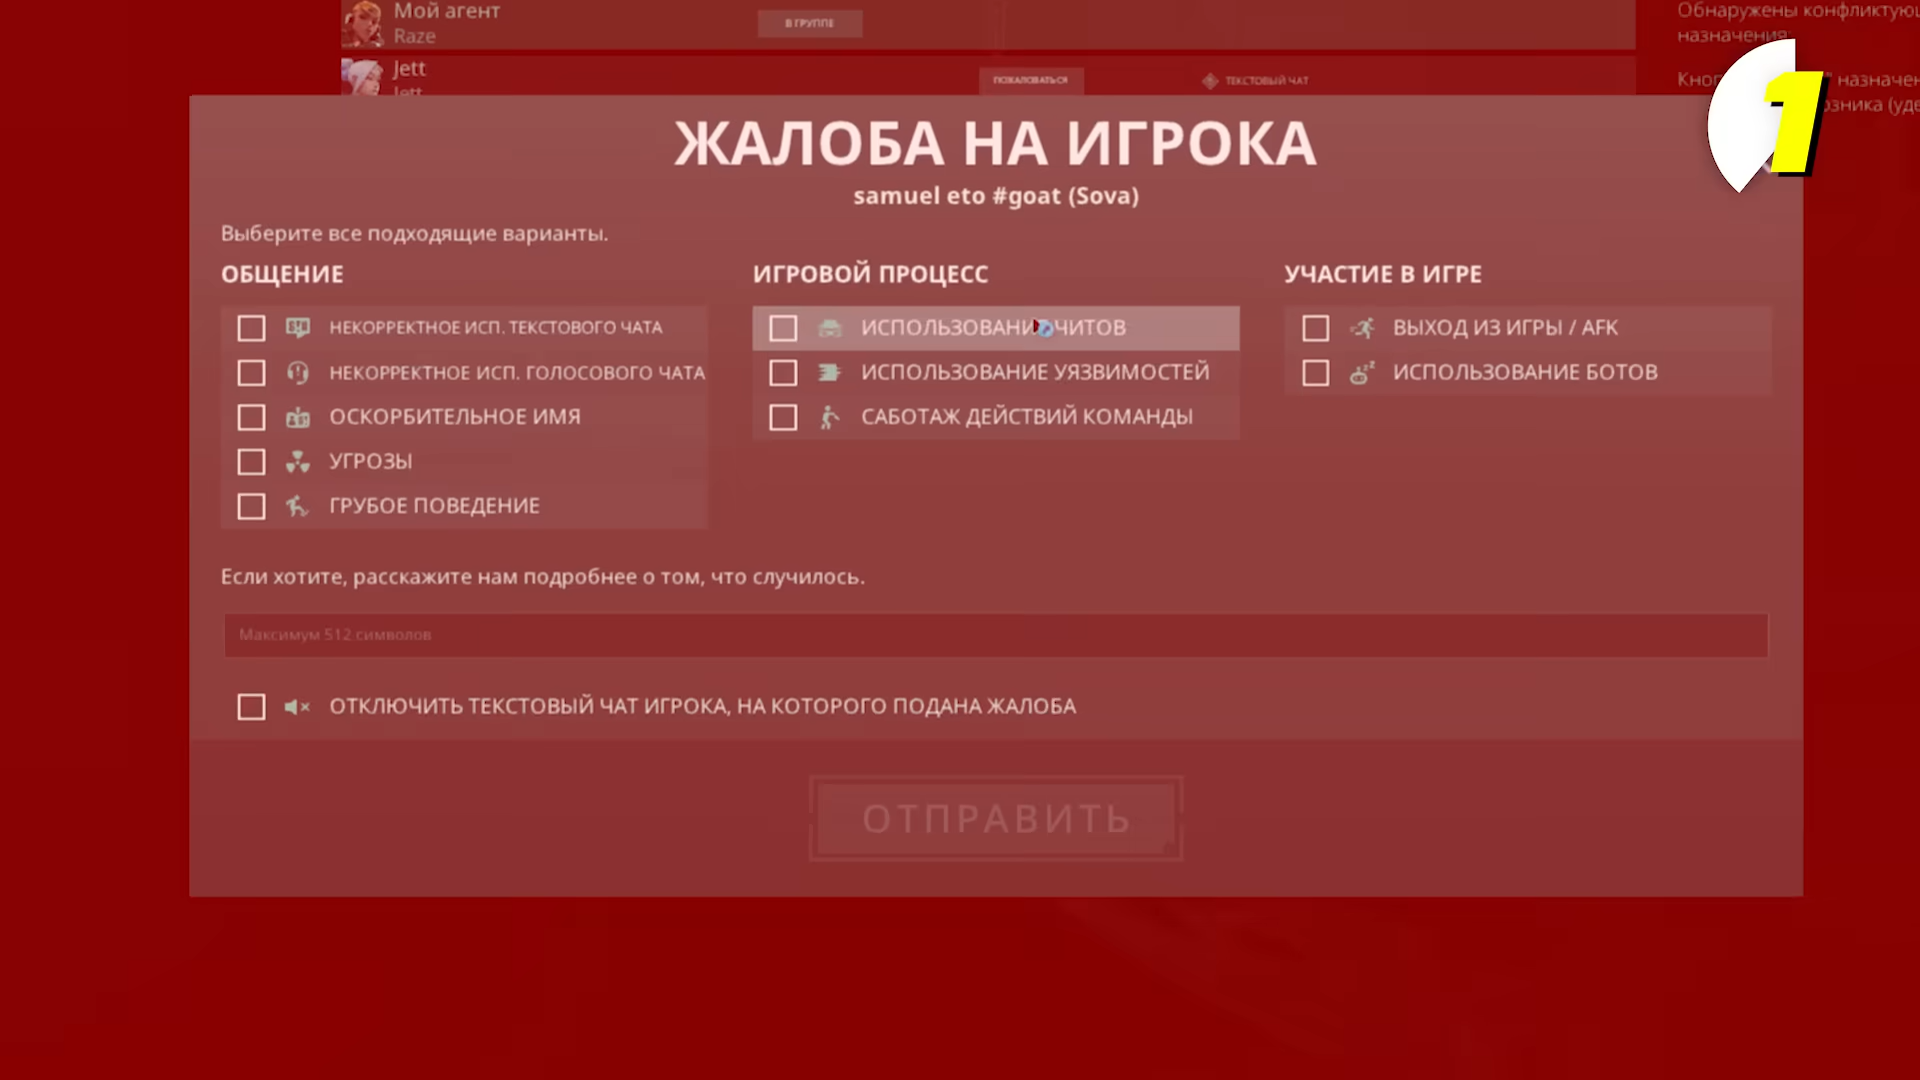 Мой агент
Raze
В ГРУППЕ
Обнаружены конфликтую
назначения:
Jett
Jett
ПОЖАЛОВАТЬСЯ
ТЕКСТОВЫЙ ЧАТ
1
ЖАЛОБА НА ИГРОКА
samuel eto #goat (Sova)
Выберите все подходящие варианты.
ОБЩЕНИЕ
НЕКОРРЕКТНОЕ ИСП. ТЕКСТОВОГО ЧАТА
НЕКОРРЕКТНОЕ ИСП. ГОЛОСОВОГО ЧАТА
ОСКОРБИТЕЛЬНОЕ ИМЯ
УГРОЗЫ
ГРУБОЕ ПОВЕДЕНИЕ
ИГРОВОЙ ПРОЦЕСС
ИСПОЛЬЗОВАНИЕ ЧИТОВ
ИСПОЛЬЗОВАНИЕ УЯЗВИМОСТЕЙ
САБОТАЖ ДЕЙСТВИЙ КОМАНДЫ
УЧАСТИЕ В ИГРЕ
ВЫХОД ИЗ ИГРЫ / AFK
ИСПОЛЬЗОВАНИЕ БОТОВ
Если хотите, расскажите нам подробнее о том, что случилось.
Максимум 512 символов
ОТКЛЮЧИТЬ ТЕКСТОВЫЙ ЧАТ ИГРОКА, НА КОТОРОГО ПОДАНА ЖАЛОБА
ОТПРАВИТЬ